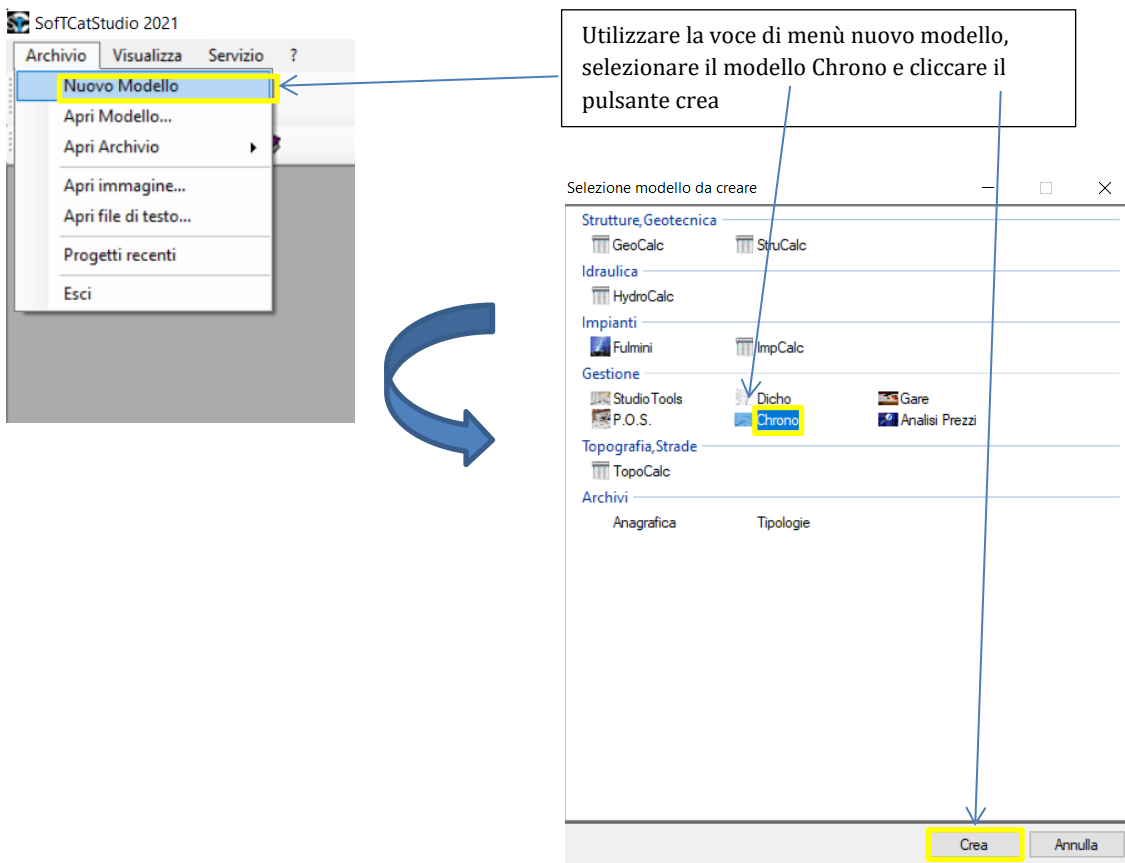 SofTCatStudio 2021
Archivio Visualizza Servizio ?
Nuovo Modello
Apri Modello...
Apri Archivio
Apri immagine...
Apri file di testo...
Progetti recenti
Esci
Utilizzare la voce di menù nuovo modello,
selezionare il modello Chrono e cliccare il
pulsante crea
Selezione modello da creare
Strutture,Geotecnica
GeoCalc StruCalc
Idraulica
HydroCalc
Impianti
Fulmini ImpCalc
Gestione
StudioTools Dicho Gare
P.O.S. Chrono Analisi Prezzi
Topografia,Strade
TopoCalc
Archivi
Anagrafica Tipologie
Crea Annulla